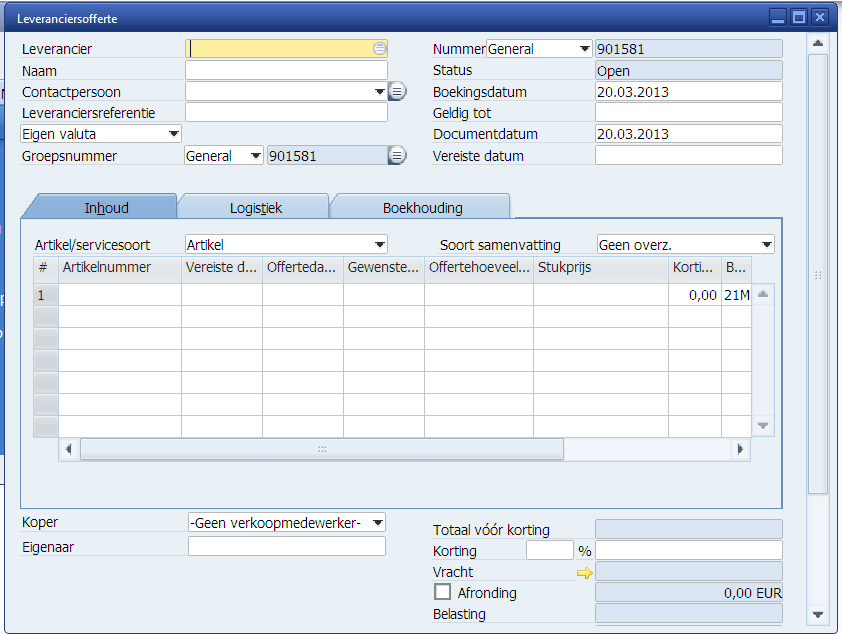 Leveranciersofferte
Leverancier
Naam
Contactpersoon
Leveranciersreferentie
Eigen valuta
Groepsnummer General 901581
Nummer General 901581
Status Open
Boekingsdatum 20.03.2013
Geldig tot
Documentdatum 20.03.2013
Vereiste datum
Inhoud Logistiek Boekhouding
Artikel/servicesoort Artikel Soort samenvatting Geen overz.
# Artikelnummer Vereiste d... Offerteda... Gewenste... Offertehoeveel... Stukprijs Korti... B...
1 0,00 21M
Koper -Geen verkoopmedewerker-
Eigenaar
Totaal vóór korting
Korting %
Vracht
Afronding 0,00 EUR
Belasting